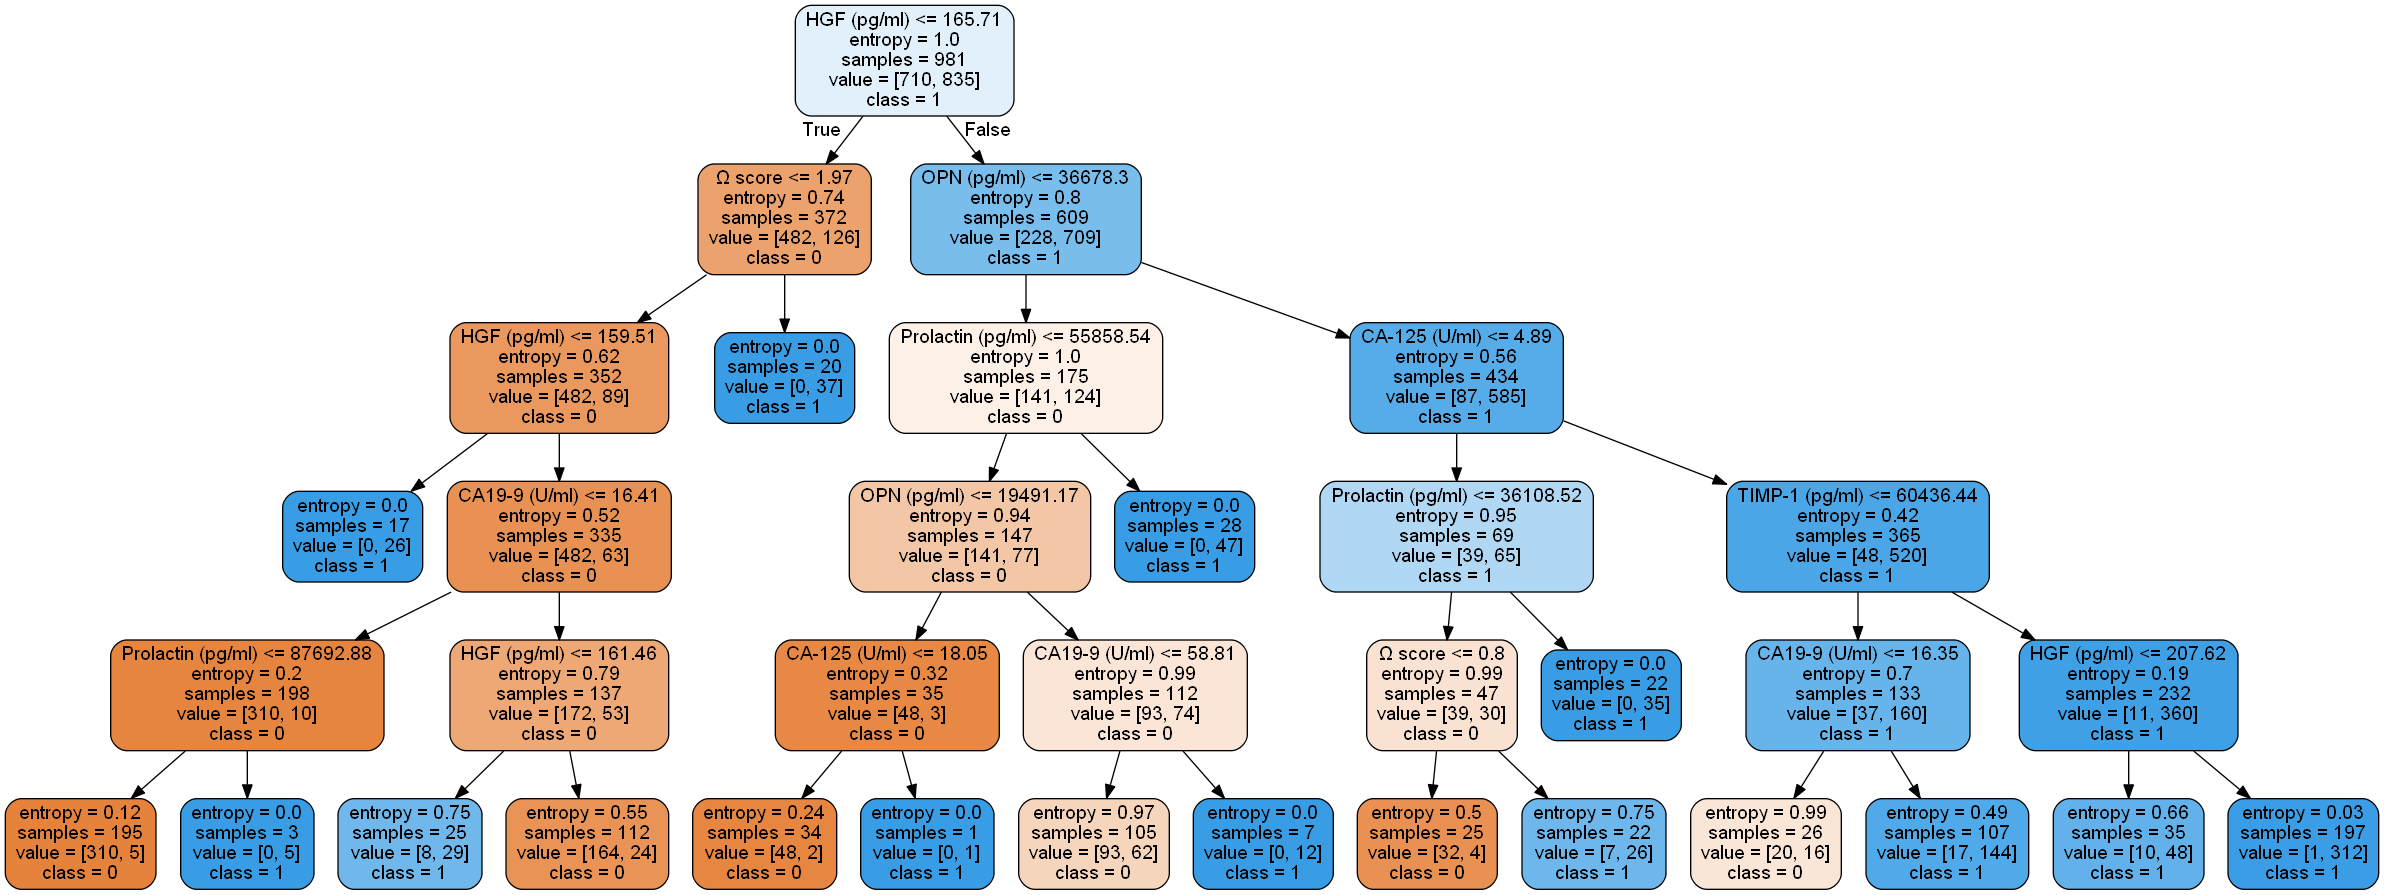 HGF (pg/ml) <= 165.71
entropy = 1.0
samples = 981
value = [710, 835]
class = 1
True
False
Ω score <= 1.97
entropy = 0.74
samples = 372
value = [482, 126]
class = 0
OPN (pg/ml) <= 36678.3
entropy = 0.8
samples = 609
value = [228, 709]
class = 1
HGF (pg/ml) <= 159.51
entropy = 0.62
samples = 352
value = [482, 89]
class = 0
entropy = 0.0
samples = 20
value = [0, 37]
class = 1
Prolactin (pg/ml) <= 55858.54
entropy = 1.0
samples = 175
value = [141, 124]
class = 0
CA-125 (U/ml) <= 4.89
entropy = 0.56
samples = 434
value = [87, 585]
class = 1
entropy = 0.0
samples = 17
value = [0, 26]
class = 1
CA19-9 (U/ml) <= 16.41
entropy = 0.52
samples = 335
value = [482, 63]
class = 0
OPN (pg/ml) <= 19491.17
entropy = 0.94
samples = 147
value = [141, 77]
class = 0
entropy = 0.0
samples = 28
value = [0, 47]
class = 1
Prolactin (pg/ml) <= 36108.52
entropy = 0.95
samples = 69
value = [39, 65]
class = 1
TIMP-1 (pg/ml) <= 60436.44
entropy = 0.42
samples = 365
value = [48, 520]
class = 1
Prolactin (pg/ml) <= 87692.88
entropy = 0.2
samples = 198
value = [310, 10]
class = 0
HGF (pg/ml) <= 161.46
entropy = 0.79
samples = 137
value = [172, 53]
class = 0
CA-125 (U/ml) <= 18.05
entropy = 0.32
samples = 35
value = [48, 3]
class = 0
CA19-9 (U/ml) <= 58.81
entropy = 0.99
samples = 112
value = [93, 74]
class = 0
Ω score <= 0.8
entropy = 0.99
samples = 47
value = [39, 30]
class = 0
entropy = 0.0
samples = 22
value = [0, 35]
class = 1
CA19-9 (U/ml) <= 16.35
entropy = 0.7
samples = 133
value = [37, 160]
class = 1
HGF (pg/ml) <= 207.62
entropy = 0.19
samples = 232
value = [11, 360]
class = 1
entropy = 0.12
samples = 195
value = [310, 5]
class = 0
entropy = 0.0
samples = 3
value = [0, 5]
class = 1
entropy = 0.75
samples = 25
value = [8, 29]
class = 1
entropy = 0.55
samples = 112
value = [164, 24]
class = 0
entropy = 0.24
samples = 34
value = [48, 2]
class = 0
entropy = 0.0
samples = 1
value = [0, 1]
class = 1
entropy = 0.97
samples = 105
value = [93, 62]
class = 0
entropy = 0.0
samples = 7
value = [0, 12]
class = 1
entropy = 0.5
samples = 25
value = [32, 4]
class = 0
entropy = 0.75
samples = 22
value = [7, 26]
class = 1
entropy = 0.99
samples = 26
value = [20, 16]
class = 0
entropy = 0.49
samples = 107
value = [17, 144]
class = 1
entropy = 0.66
samples = 35
value = [10, 48]
class = 1
entropy = 0.03
samples = 197
value = [1, 312]
class = 1